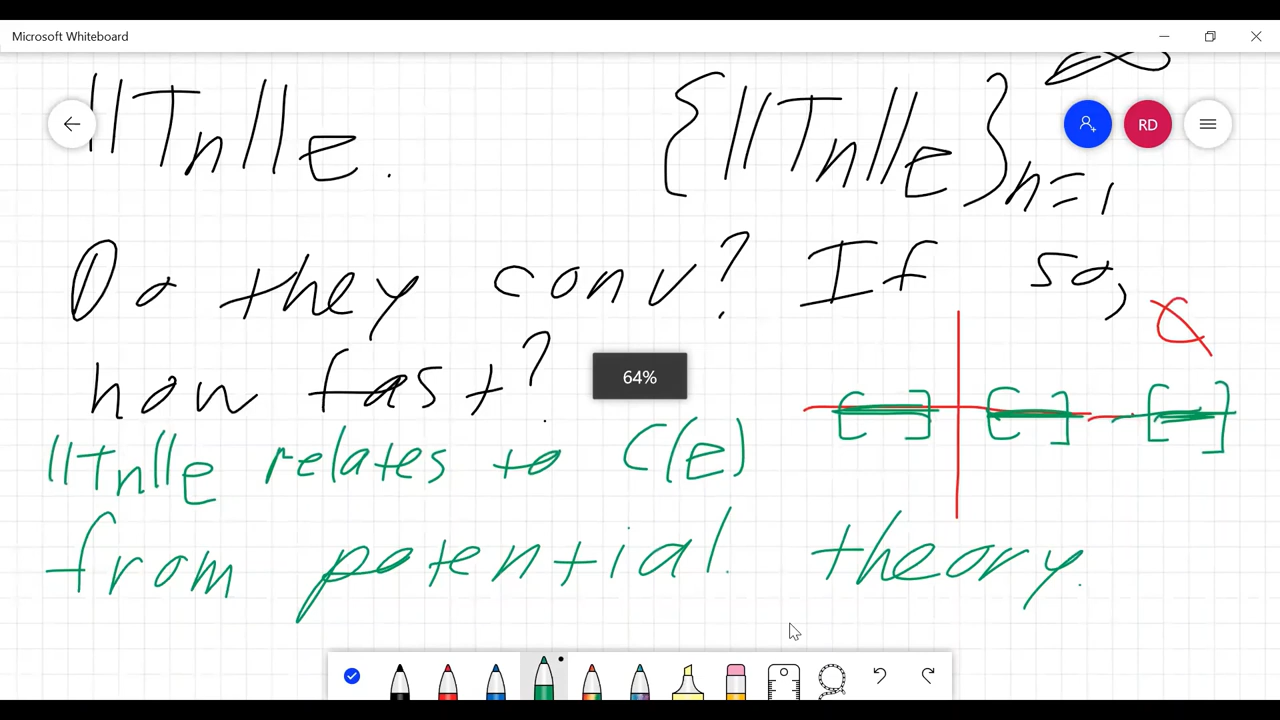 Microsoft Whiteboard
||Tn||E. {||Tn||E}∞n=1
RD
Do they conv? If so,
how fast?
64%
||Tn||E relates to C(E)
from potential theory.